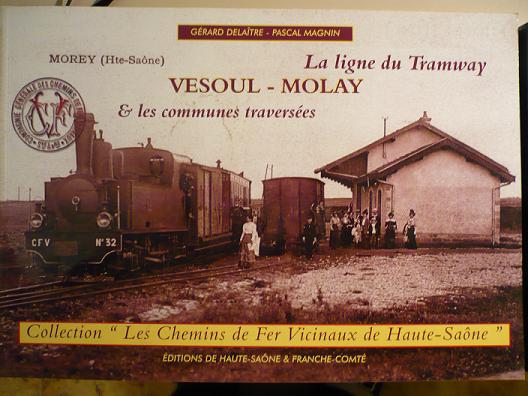 GÉRARD DELAÎTRE - PASCAL MAGNIN
MOREY (Hte-Saône)
La ligne du Tramway
VESOUL - MOLAY
& les communes traversées
CFV N° 32
Collection " Les Chemins de Fer Vicinaux de Haute-Saône "
ÉDITIONS DE HAUTE-SAÔNE & FRANCHE-COMTÉ